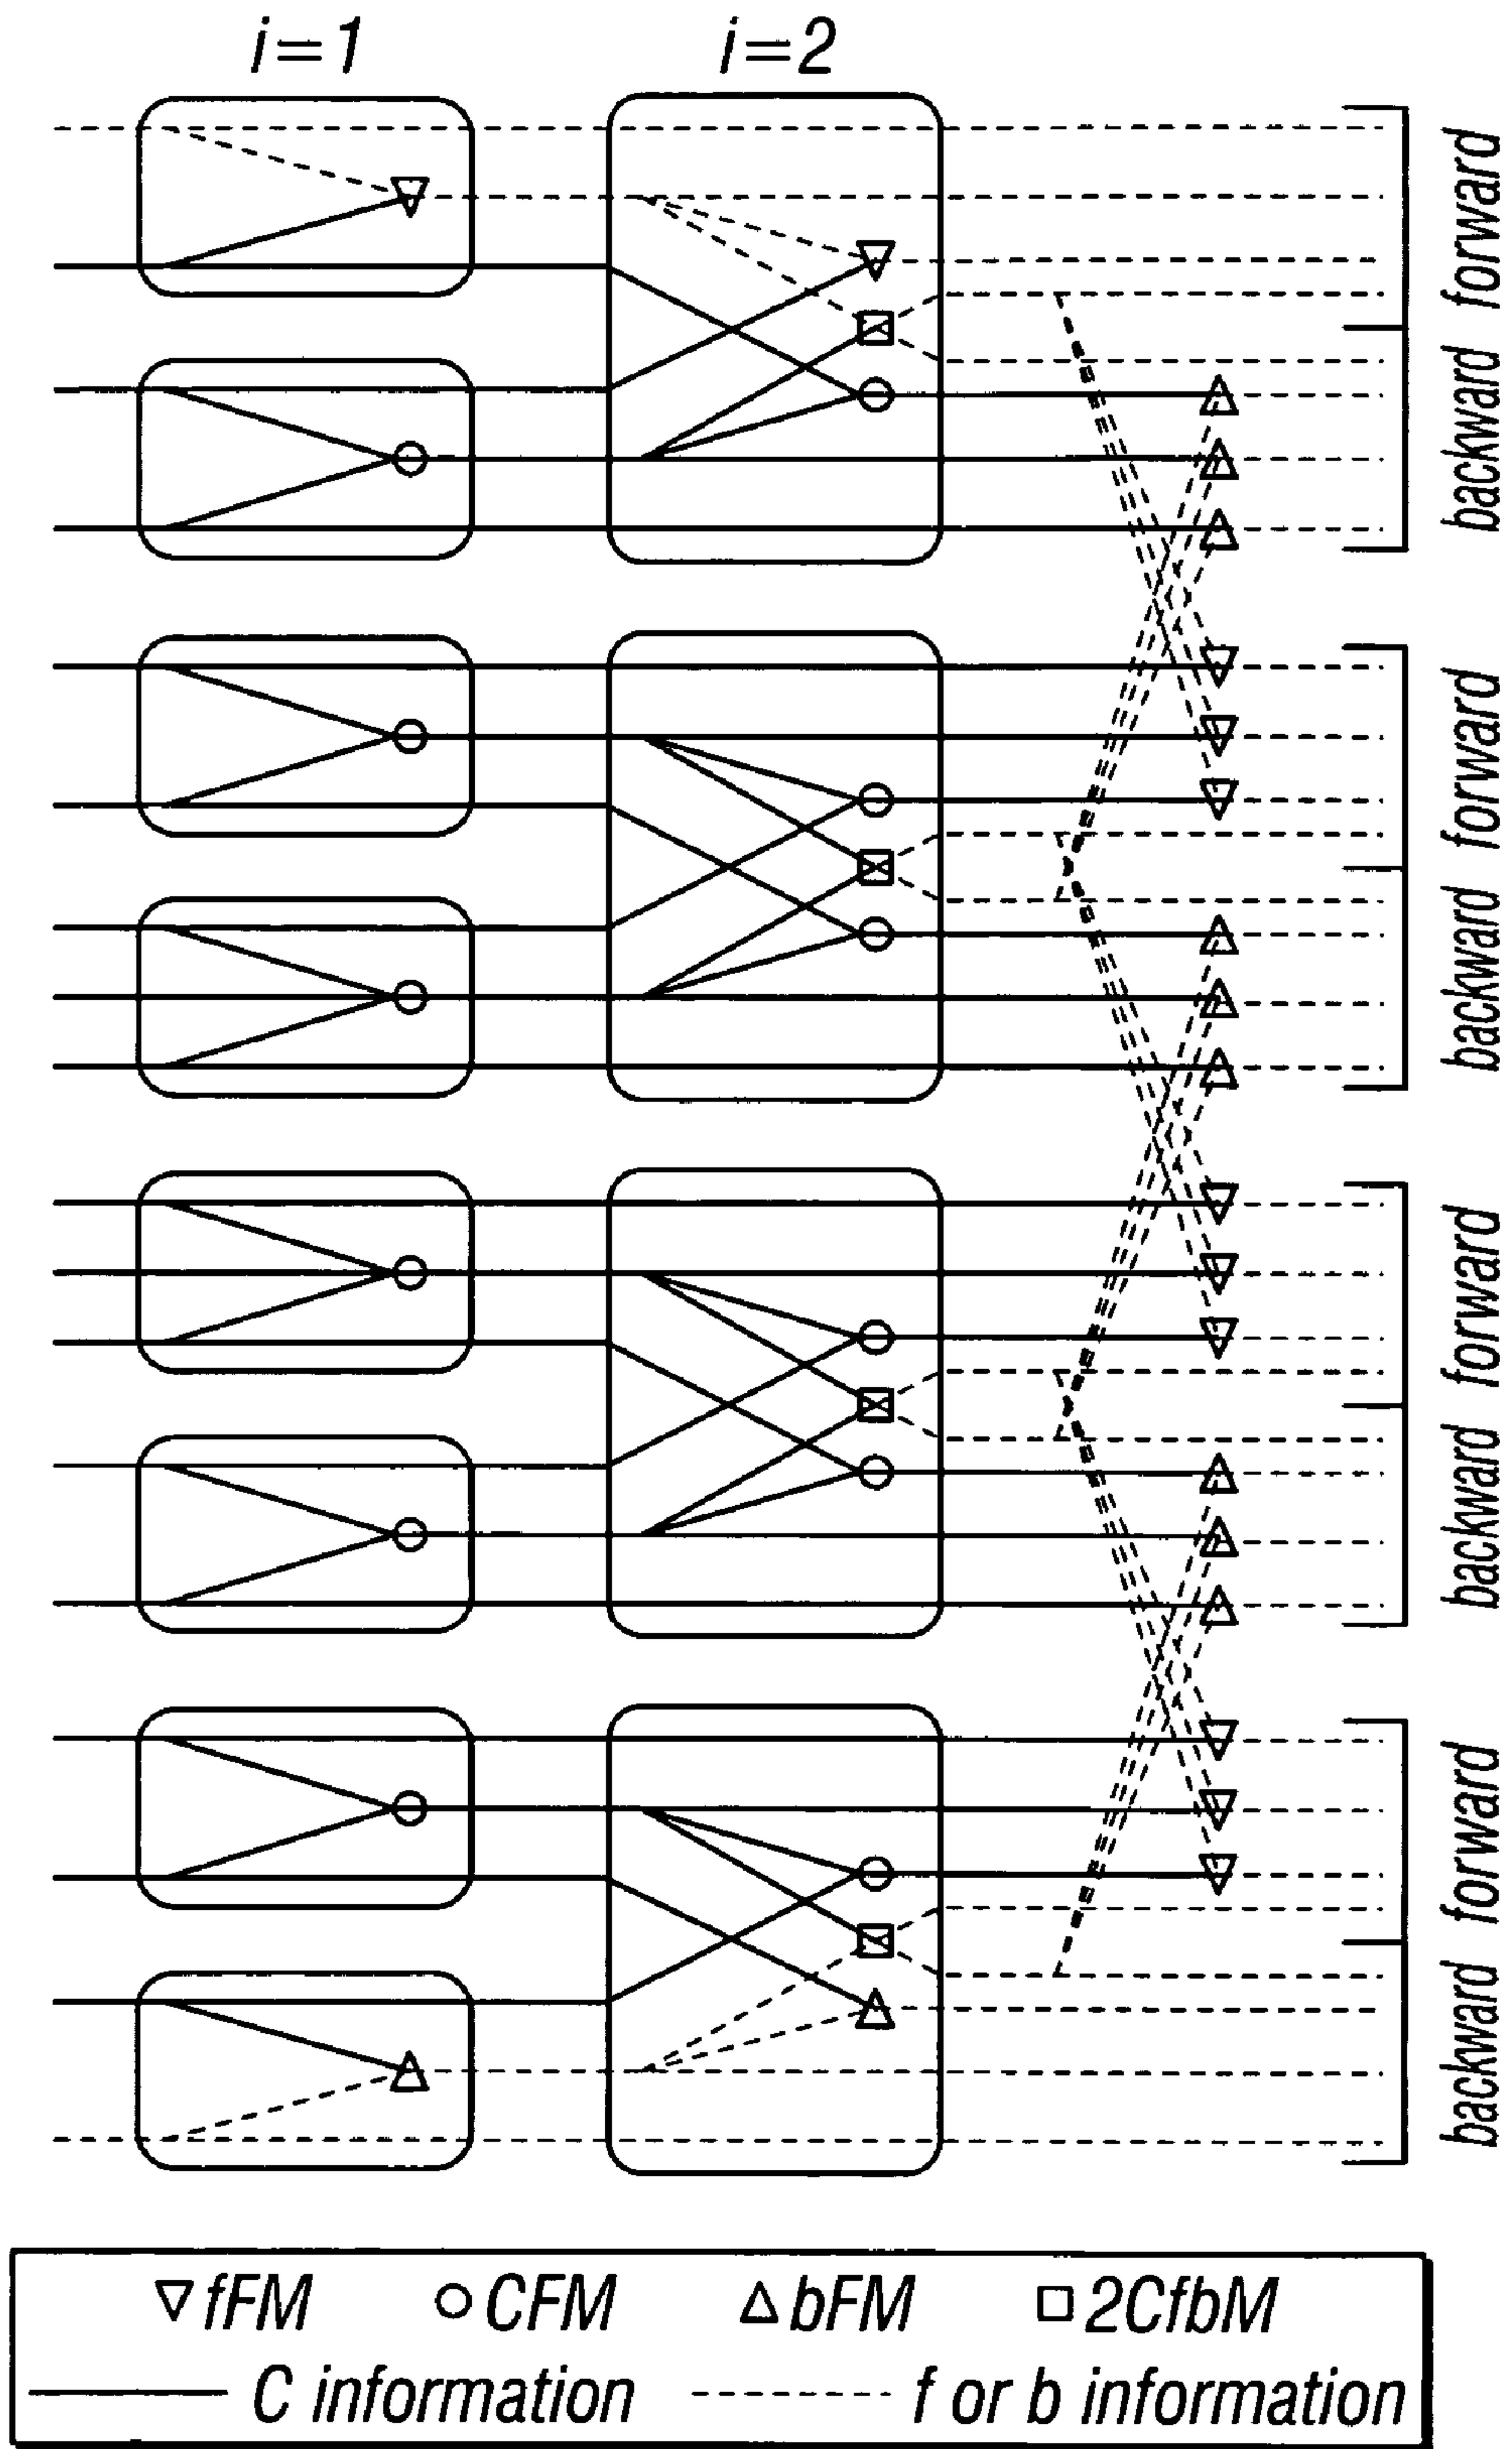 i=1 i=2
forward
backward
forward
backward
forward
backward
forward
backward
▽ fFM ○ CFM △ bFM □ 2CfbM
C information f or b information